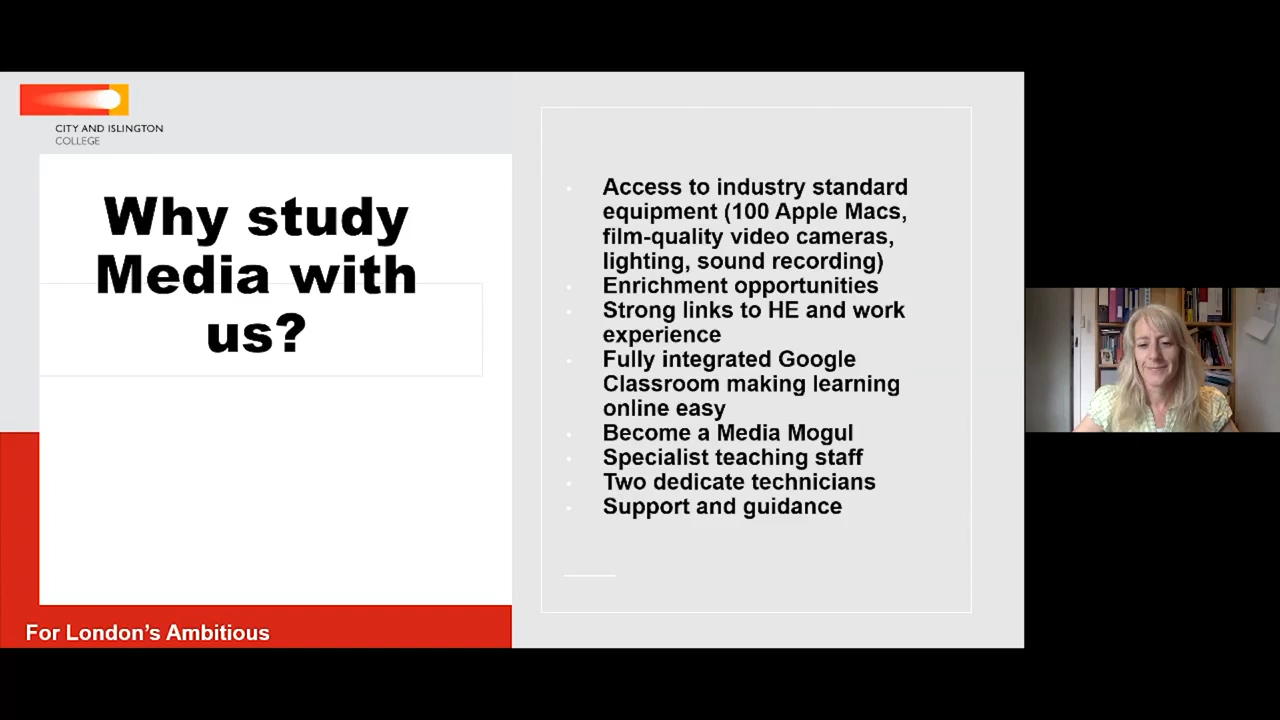 CITY AND ISLINGTON
COLLEGE
Why study
Media with
us?
Access to industry standard
equipment (100 Apple Macs,
film-quality video cameras,
lighting, sound recording)
Enrichment opportunities
Strong links to HE and work
experience
Fully integrated Google
Classroom making learning
online easy
Become a Media Mogul
Specialist teaching staff
Two dedicate technicians
Support and guidance
For London's Ambitious